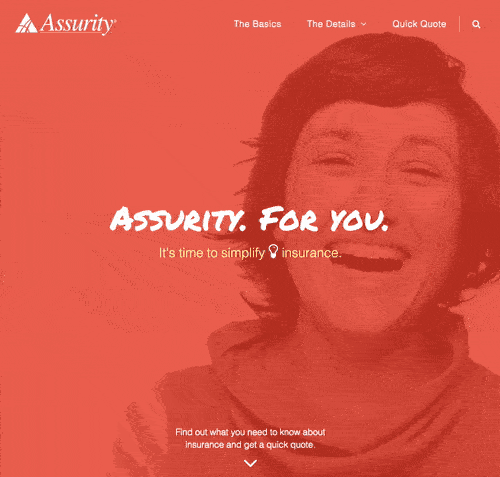 Assurity®
The Basics
The Details
Quick Quote
Assurity. For you.
It's time to simplify insurance.
Find out what you need to know about
insurance and get a quick quote.